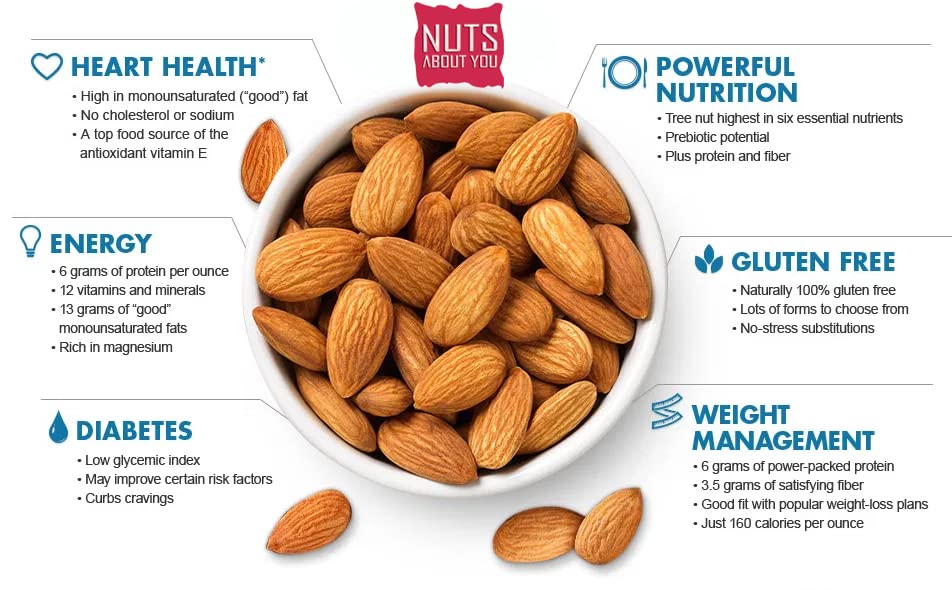 NUTS
ABOUT YOU
HEART HEALTH*
• High in monounsaturated (“good”) fat
• No cholesterol or sodium
• A top food source of the
antioxidant vitamin E
POWERFUL
NUTRITION
• Tree nut highest in six essential nutrients
• Prebiotic potential
• Plus protein and fiber
ENERGY
• 6 grams of protein per ounce
• 12 vitamins and minerals
• 13 grams of “good”
monounsaturated fats
• Rich in magnesium
GLUTEN FREE
• Naturally 100% gluten free
• Lots of forms to choose from
• No-stress substitutions
DIABETES
• Low glycemic index
• May improve certain risk factors
• Curbs cravings
WEIGHT
MANAGEMENT
• 6 grams of power-packed protein
• 3.5 grams of satisfying fiber
• Good fit with popular weight-loss plans
• Just 160 calories per ounce